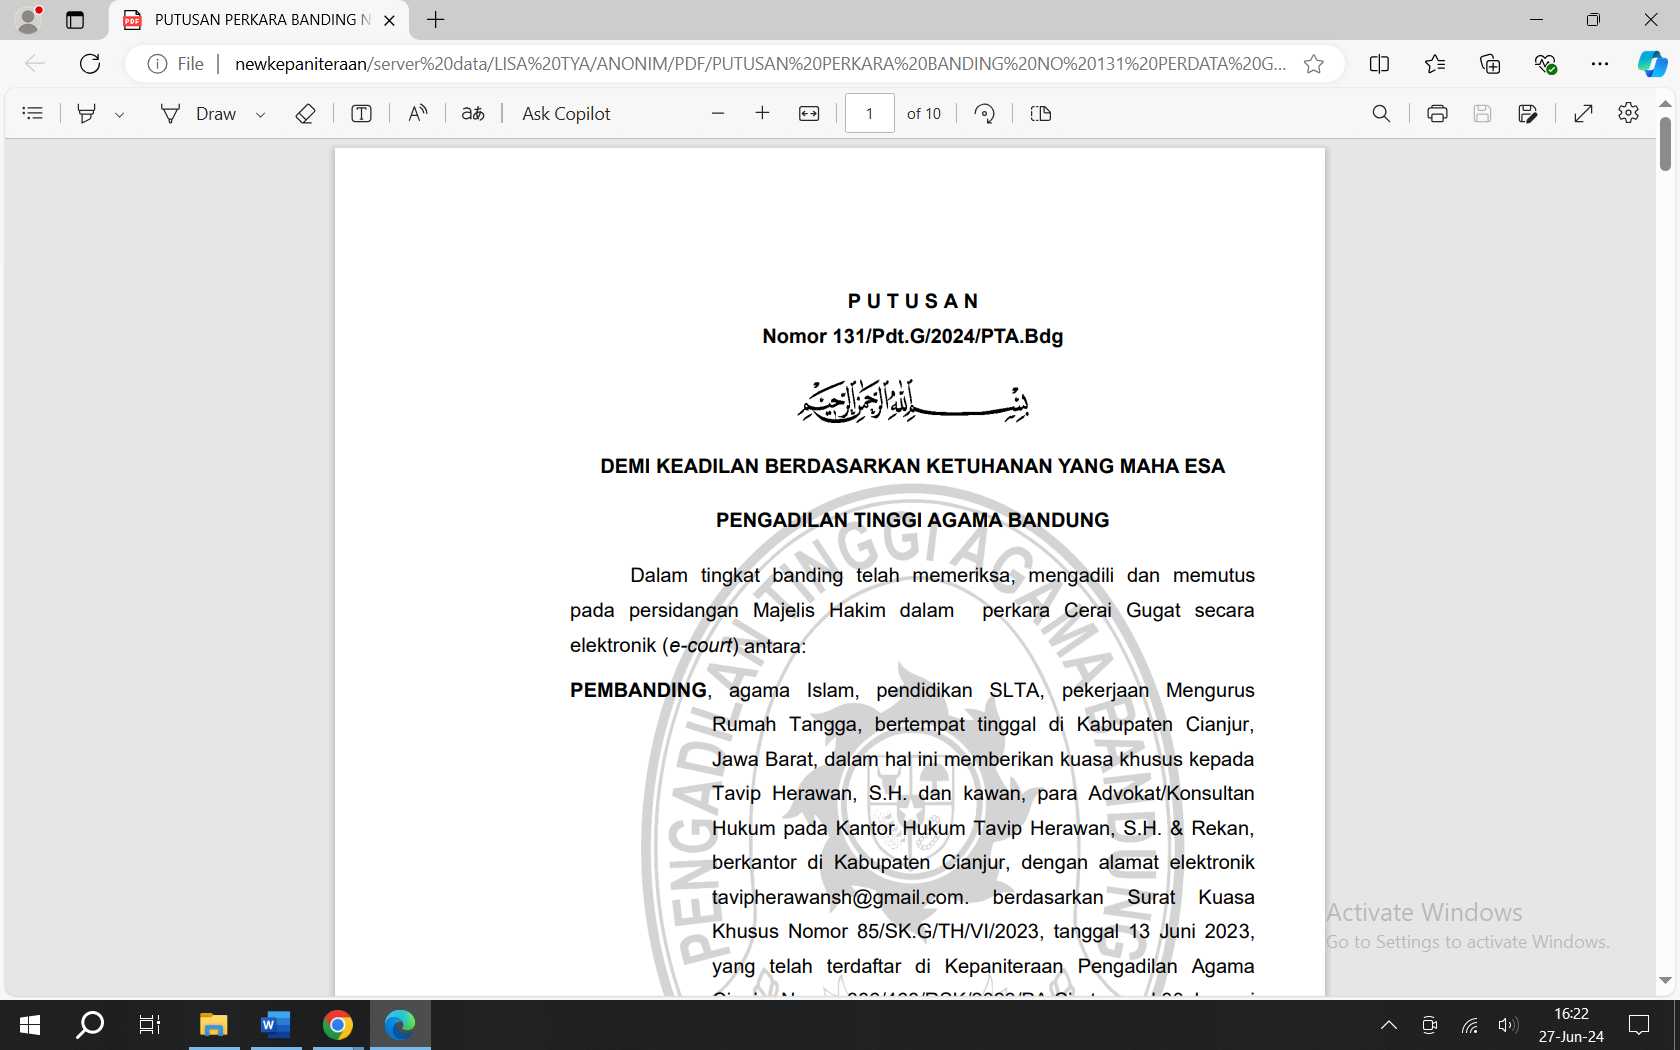 PUTUSAN PERKARA BANDING N
File
newkepaniteraan/server%20data/LISA%20TYA/ANONIM/PDF/PUTUSAN%20PERKARA%20BANDING%20NO%20131%20PERDATA%20G...
Draw
aあ
Ask Copilot
1 of 10
P U T U S A N
Nomor 131/Pdt.G/2024/PTA.Bdg
بسم الله الرحمن الرحيم
DEMI KEADILAN BERDASARKAN KETUHANAN YANG MAHA ESA
PENGADILAN TINGGI AGAMA BANDUNG
PENGADILAN TINGGI AGAMA BANDUNG
Dalam tingkat banding telah memeriksa, mengadili dan memutus
pada persidangan Majelis Hakim dalam perkara Cerai Gugat secara
elektronik (e-court) antara:
PEMBANDING, agama Islam, pendidikan SLTA, pekerjaan Mengurus
Rumah Tangga, bertempat tinggal di Kabupaten Cianjur,
Jawa Barat, dalam hal ini memberikan kuasa khusus kepada
Tavip Herawan, S.H. dan kawan, para Advokat/Konsultan
Hukum pada Kantor Hukum Tavip Herawan, S.H. & Rekan,
berkantor di Kabupaten Cianjur, dengan alamat elektronik
tavipherawansh@gmail.com. berdasarkan Surat Kuasa
Khusus Nomor 85/SK.G/TH/VI/2023, tanggal 13 Juni 2023,
yang telah terdaftar di Kepaniteraan Pengadilan Agama
Activate Windows
Go to Settings to activate Windows.
16:22
27-Jun-24